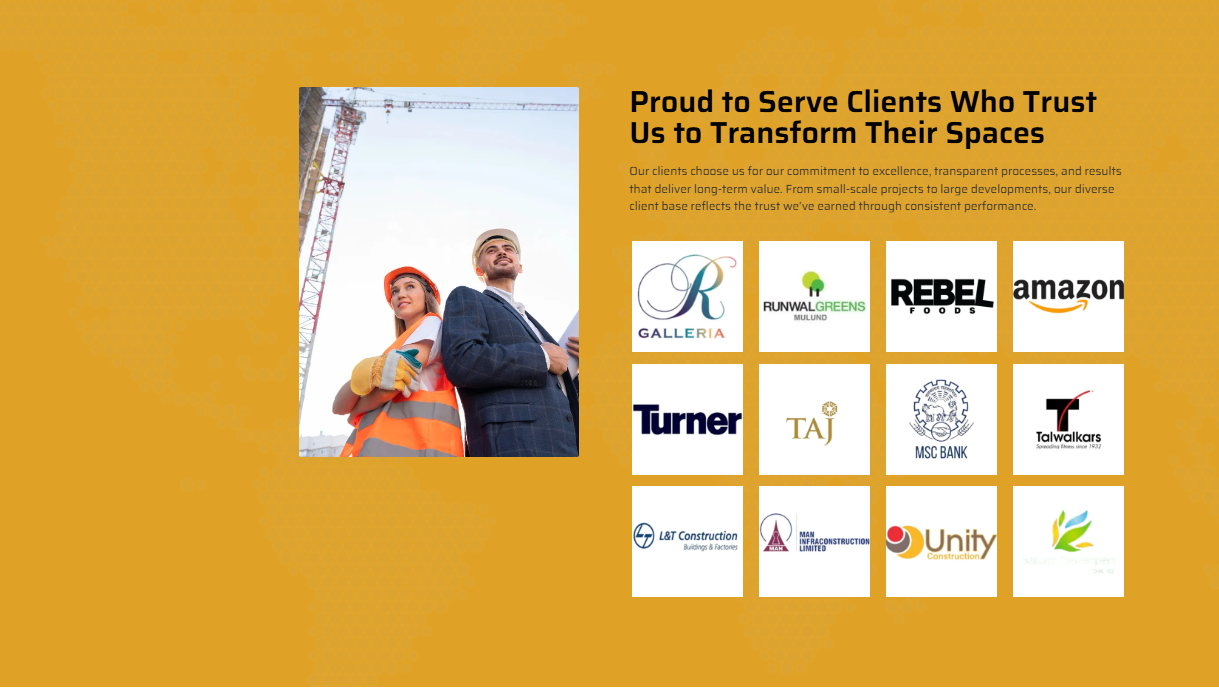 Proud to Serve Clients Who Trust
Us to Transform Their Spaces
Our clients choose us for our commitment to excellence, transparent processes, and results
that deliver long-term value. From small-scale projects to large developments, our diverse
client base reflects the trust we've earned through consistent performance.
R
GALLERIA
RUNWALGREENS
MULUND
REBEL
FOODS
amazon
Turner
TAJ
MSC BANK
T
Talwalkars
Spreading fitness since 1932
L&T Construction
Buildings & Factories
MAN
MAN
INFRACONSTRUCTION
LIMITED
Unity
Construction